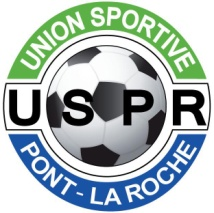 UNION SPORTIVE
USPR
PONT - LA ROCHE